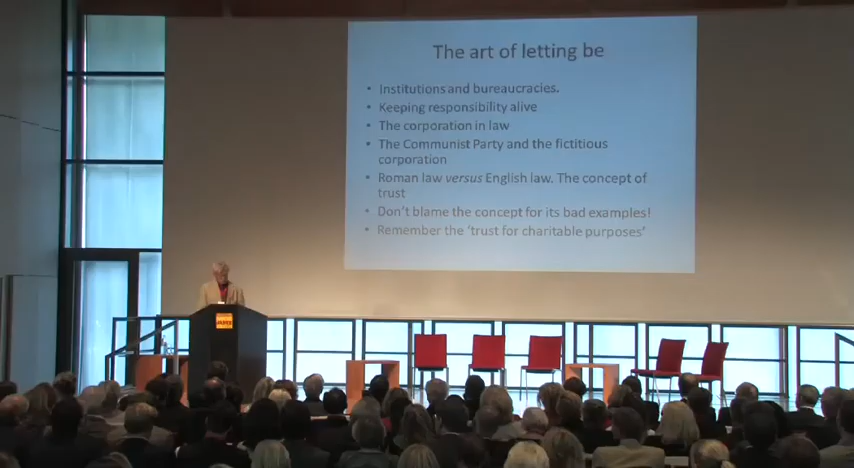 The art of letting be
• Institutions and bureaucracies.
• Keeping responsibility alive
• The corporation in law
• The Communist Party and the fictitious
corporation
• Roman law versus English law. The concept of
trust
• Don't blame the concept for its bad examples!
• Remember the 'trust for charitable purposes'